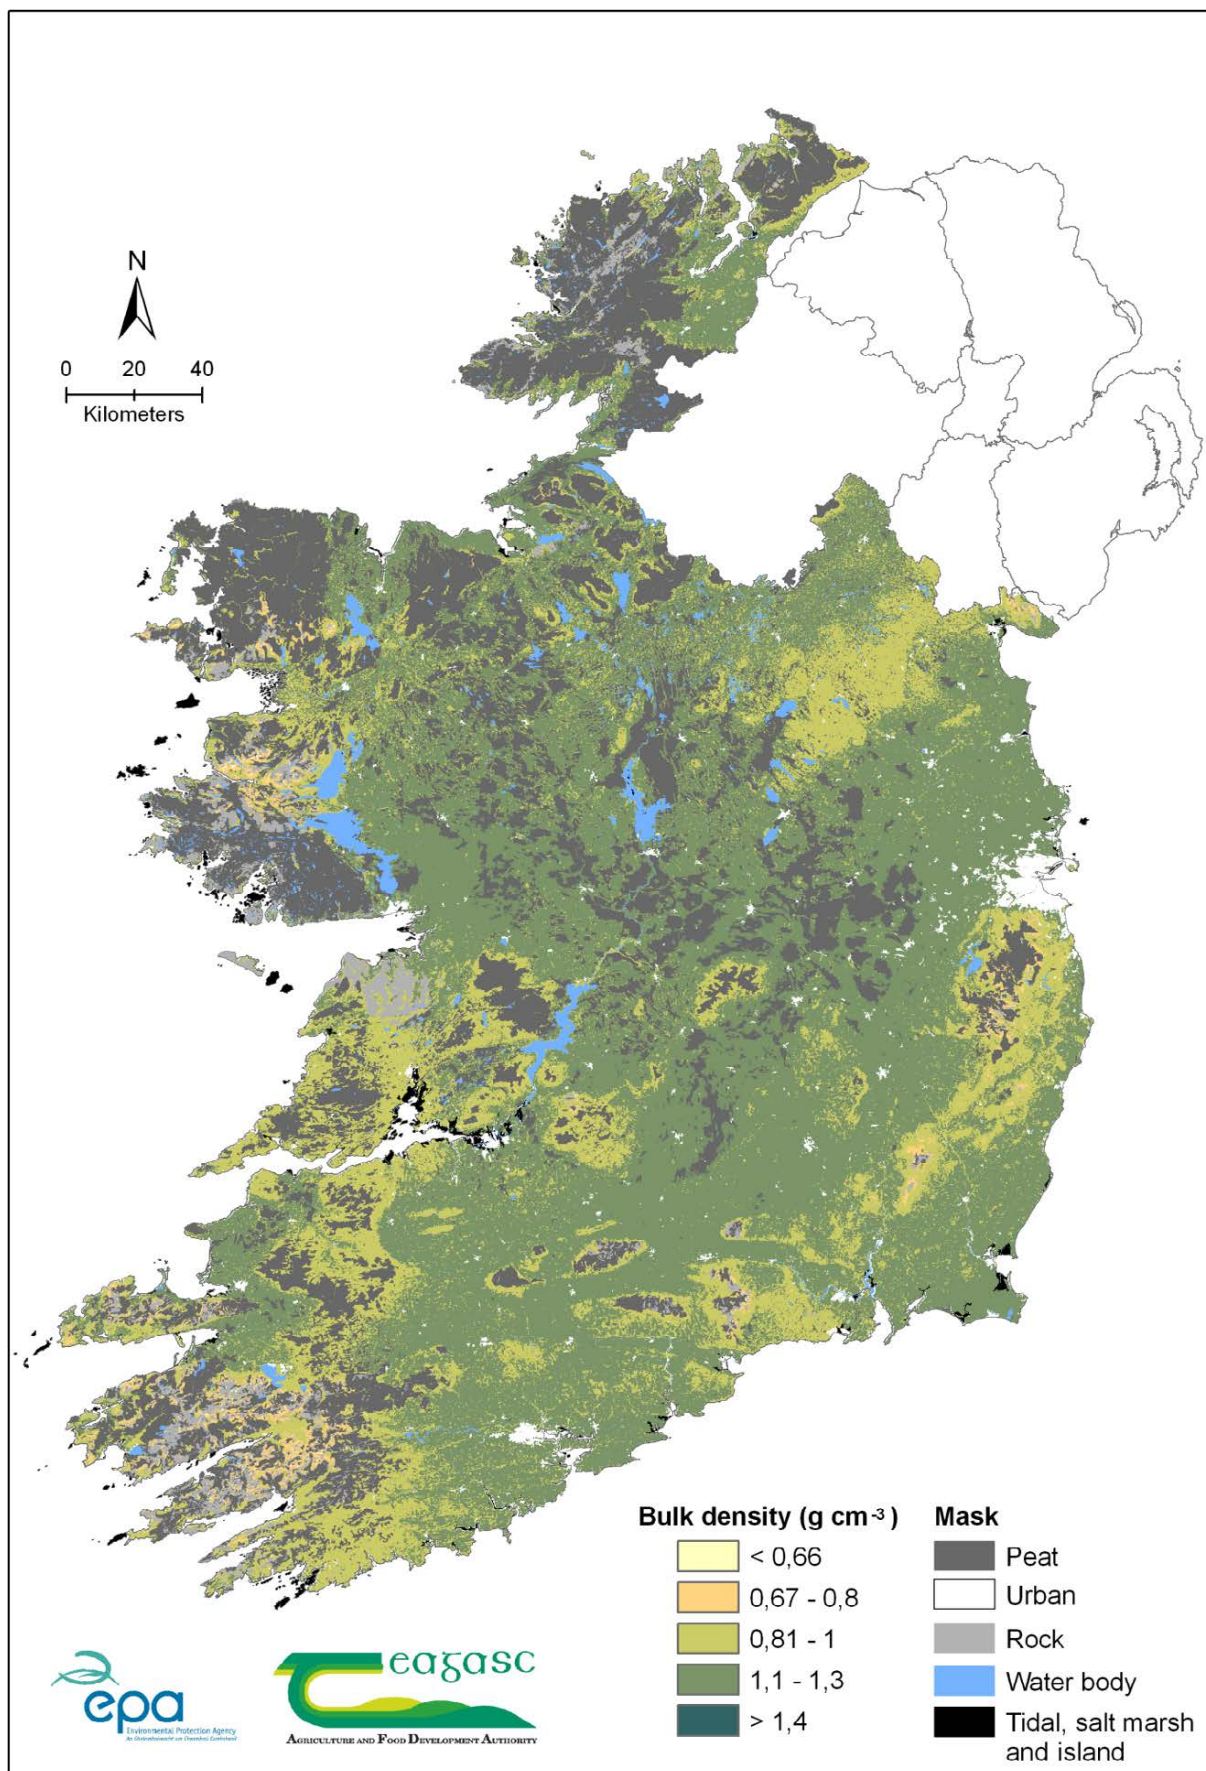 N
0 20 40
Kilometers
Bulk density (g cm-3)
< 0,66
0,67 - 0,8
0,81 - 1
1,1 - 1,3
> 1,4
Mask
Peat
Urban
Rock
Water body
Tidal, salt marsh
and island
epa
Environmental Protection Agency
eagasc
AGRICULTURE AND FOOD DEVELOPMENT AUTHORITY